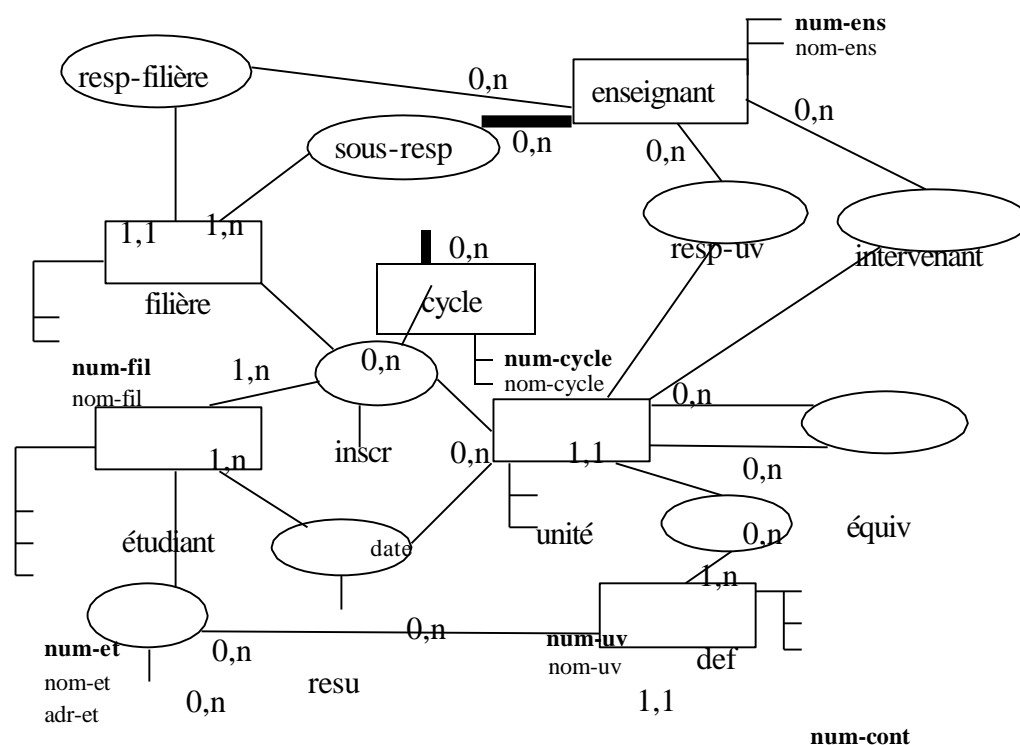 num-ens
nom-ens
resp-filière
0,n
enseignant
0,n
sous-resp
0,n
0,n
1,1
1,n
0,n
resp-uv
intervenant
filière
cycle
num-fil
nom-fil
1,n
0,n
num-cycle
nom-cycle
0,n
1,n
inscr
0,n
1,1
0,n
étudiant
date
unité
0,n
équiv
1,n
num-et
0,n
0,n
num-uv
nom-et
resu
nom-uv
def
adr-et
0,n
1,1
num-cont